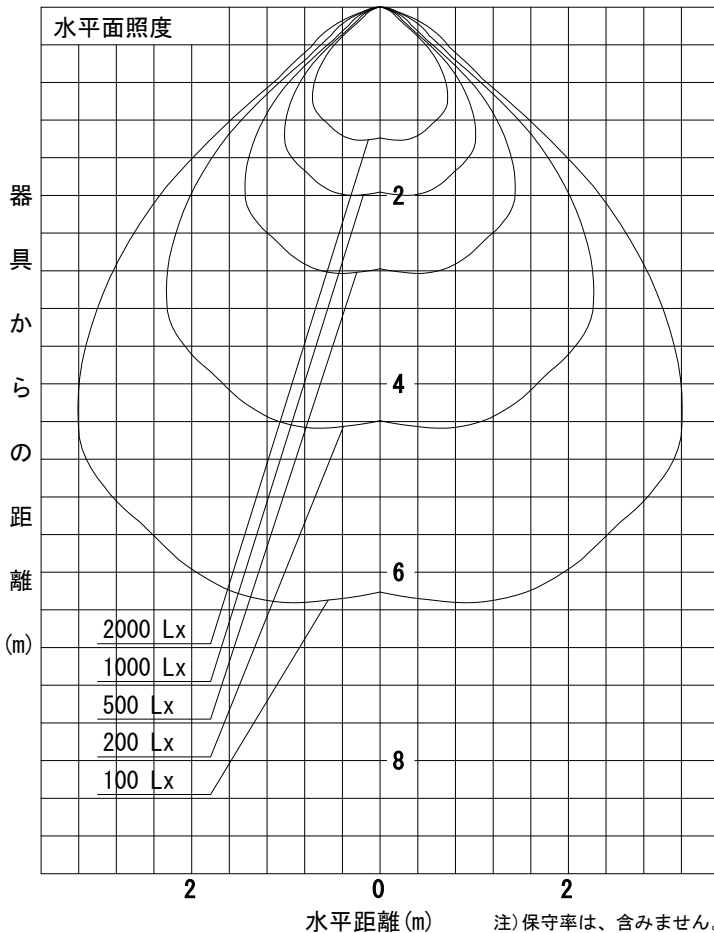 水平面照度
器具からの距離(m)
2
4
6
8
2000 Lx
1000 Lx
500 Lx
200 Lx
100 Lx
2 0 2
水平距離(m)
注)保守率は、含みません。